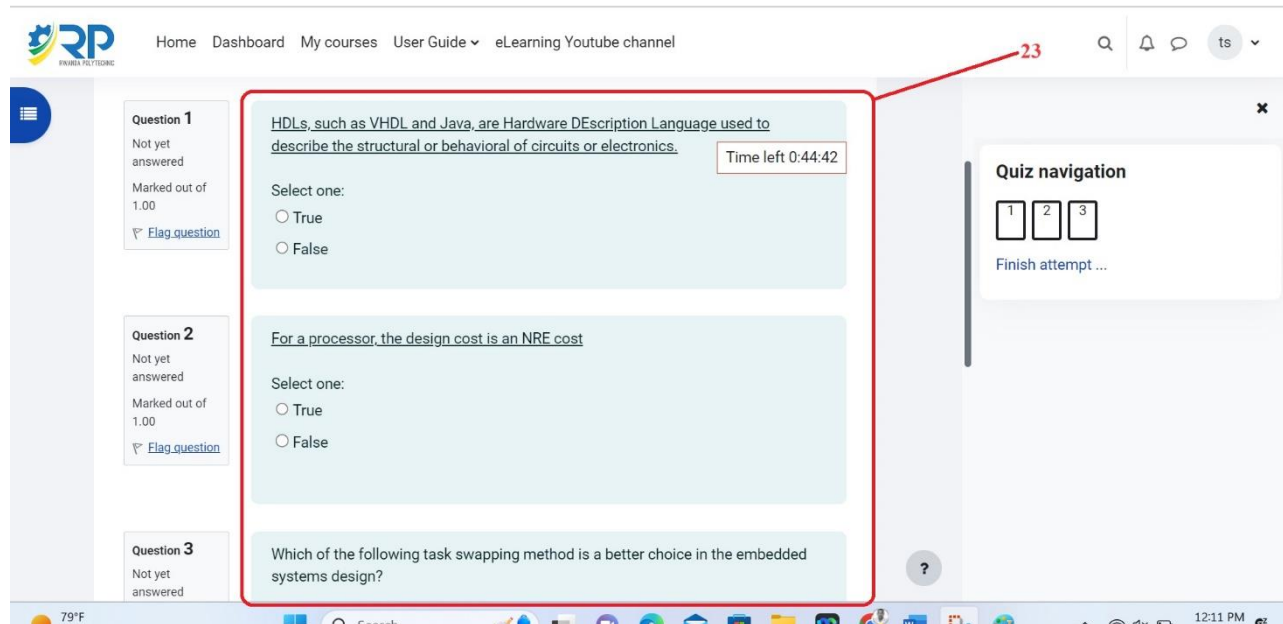 RP
RWANDA POLYTECHNIC
Home Dashboard My courses User Guide eLearning Youtube channel
ts
23
Question 1
Not yet
answered
Marked out of
1.00
Flag question
HDLs, such as VHDL and Java, are Hardware DEscription Language used to
describe the structural or behavioral of circuits or electronics.
Time left 0:44:42
Select one:
True
False
Question 2
Not yet
answered
Marked out of
1.00
Flag question
For a processor, the design cost is an NRE cost
Select one:
True
False
Question 3
Not yet
answered
Which of the following task swapping method is a better choice in the embedded
systems design?
Quiz navigation
1 2 3
Finish attempt ...
?
79°F
Search
12:11 PM